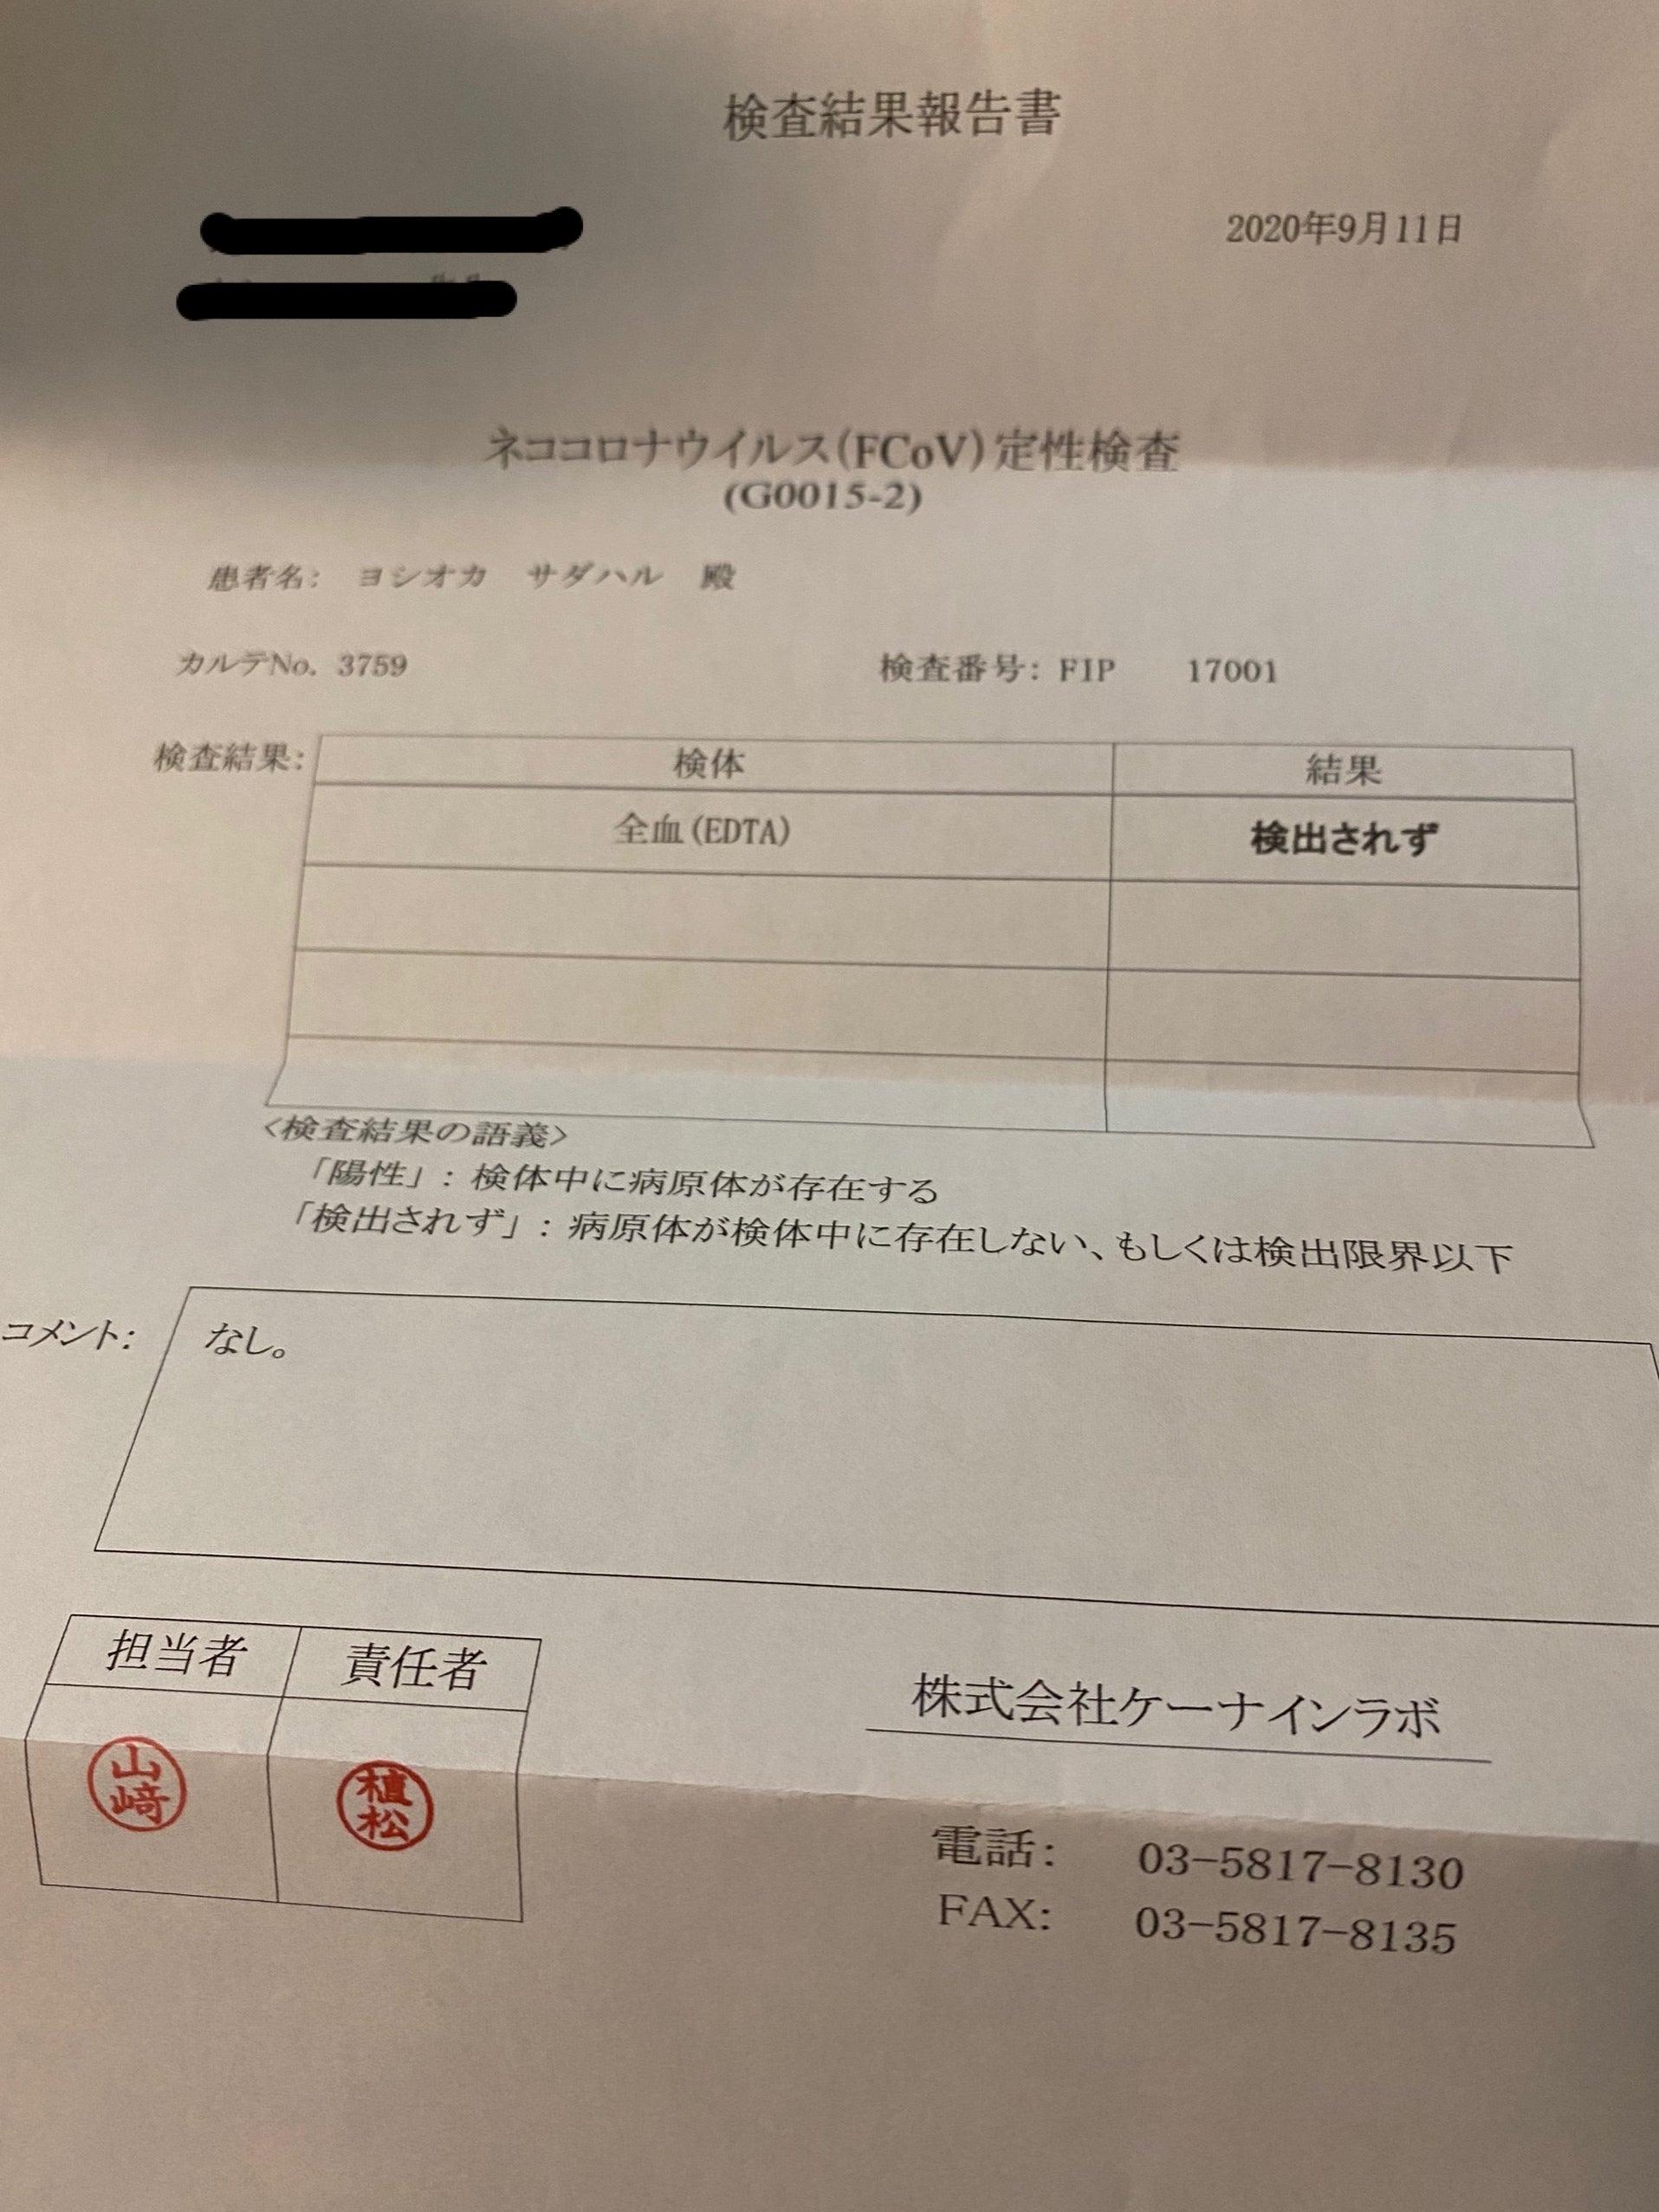 検査結果報告書
2020年9月11日
ネココロナウイルス(FCoV)定性検査
(G0015-2)
患者名: ヨシオカ サダハル 殿
カルテNo. 3759 検査番号: FIP 17001
検査結果: 検体 結果
全血(EDTA) 検出されず
<検査結果の語義>
「陽性」: 検体中に病原体が存在する
「検出されず」: 病原体が検体中に存在しない、もしくは検出限界以下
コメント: なし。
担当者 責任者
山﨑 植松
株式会社ケーナインラボ
電話: 03-5817-8130
FAX: 03-5817-8135